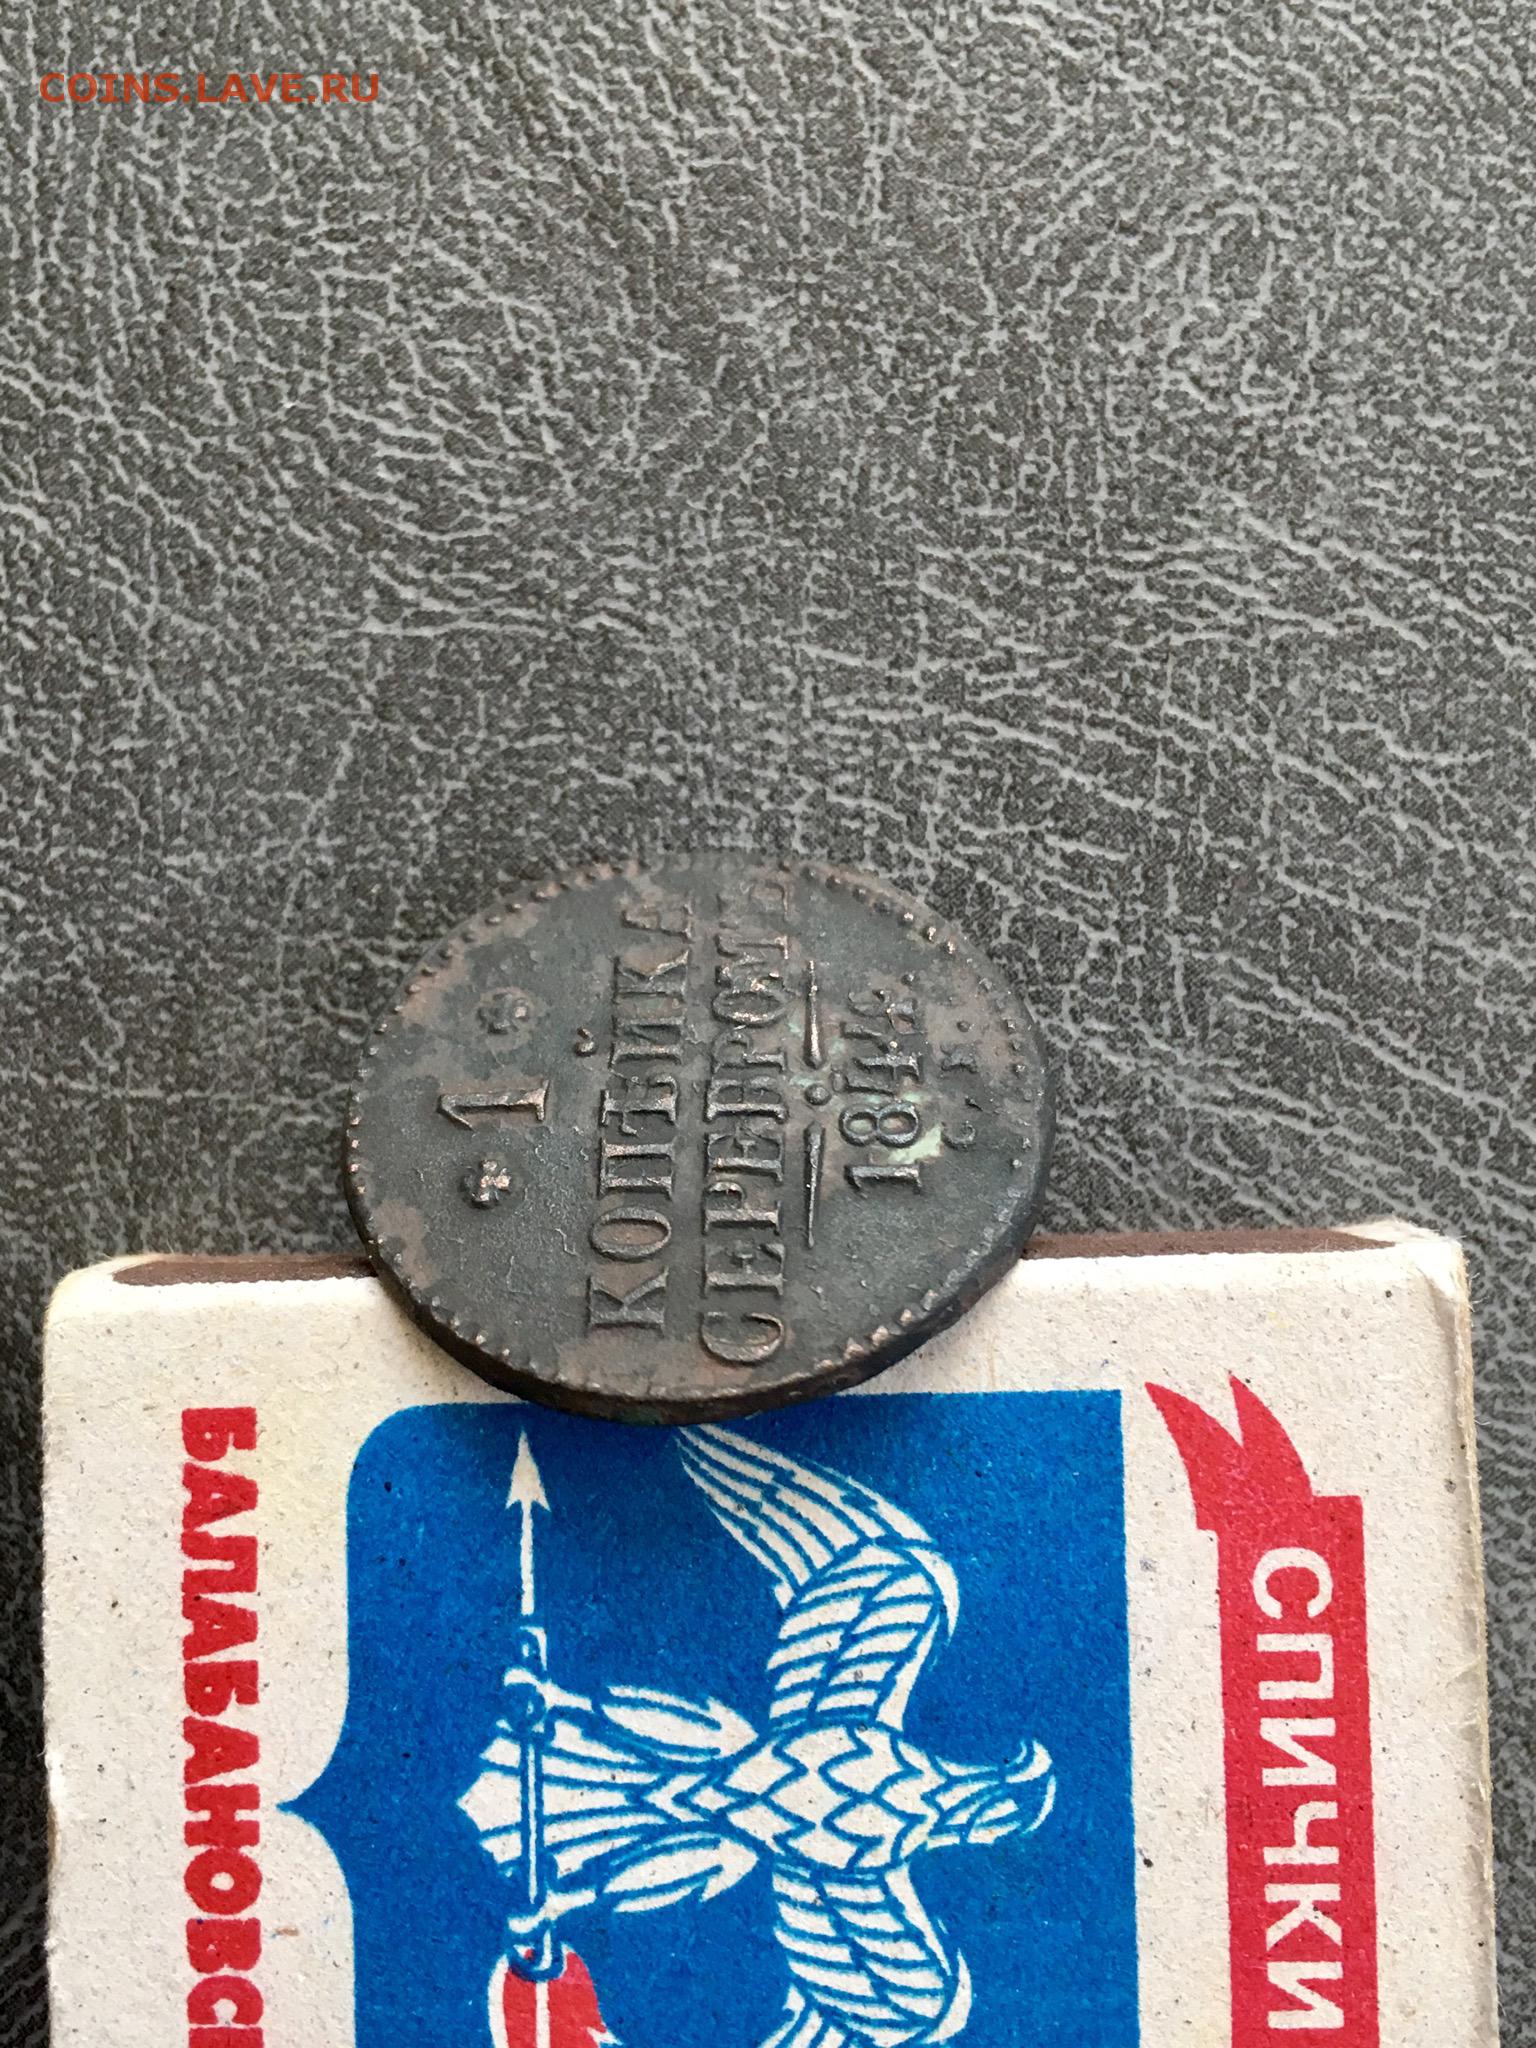 COINS.LAVE.RU
1
КОПѢЙКА
СЕРЕБРОМЪ
1844.
С. М.
СПИЧКИ
БАЛАБАНОВС